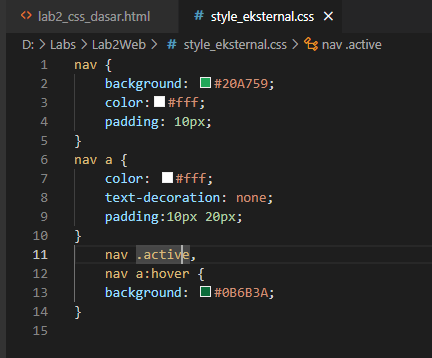 lab2_css_dasar.html # style_eksternal.css
D: > Labs > Lab2Web > # style_eksternal.css > nav .active
1 nav {
2 background: #20A759;
3 color:#fff;
4 padding: 10px;
5 }
6 nav a {
7 color: #fff;
8 text-decoration: none;
9 padding:10px 20px;
10 }
11 nav .active,
12 nav a:hover {
13 background: #0B6B3A;
14 }
15